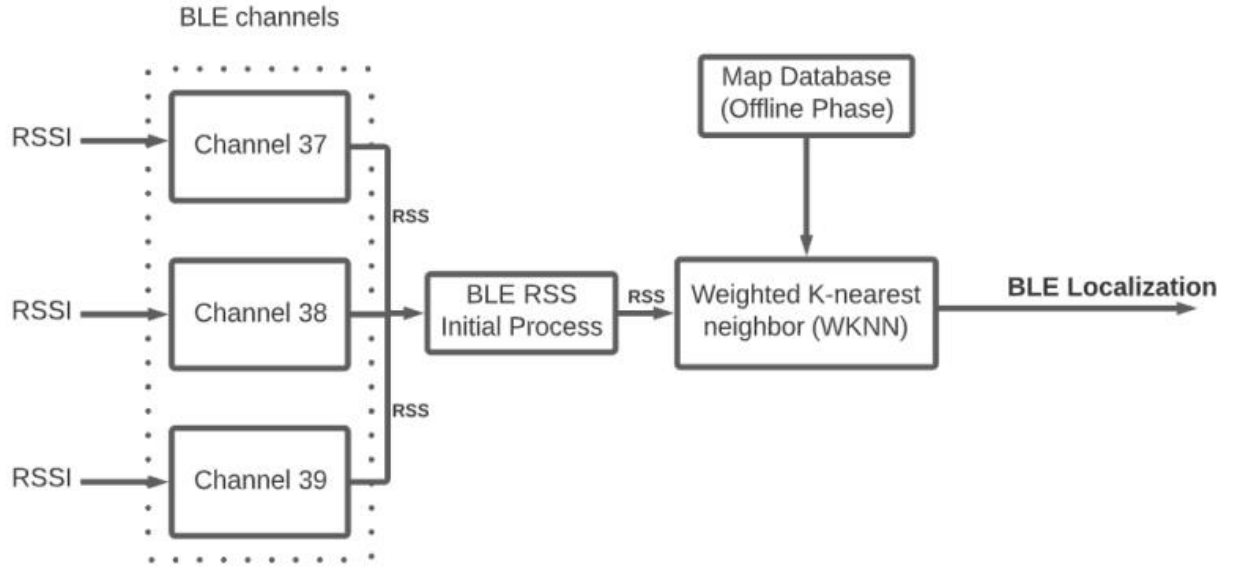 BLE channels
Map Database
(Offline Phase)
RSSI
Channel 37
RSS
RSSI
Channel 38
BLE RSS
Initial Process
RSS
Weighted K-nearest
neighbor (WKNN)
BLE Localization
RSS
RSSI
Channel 39